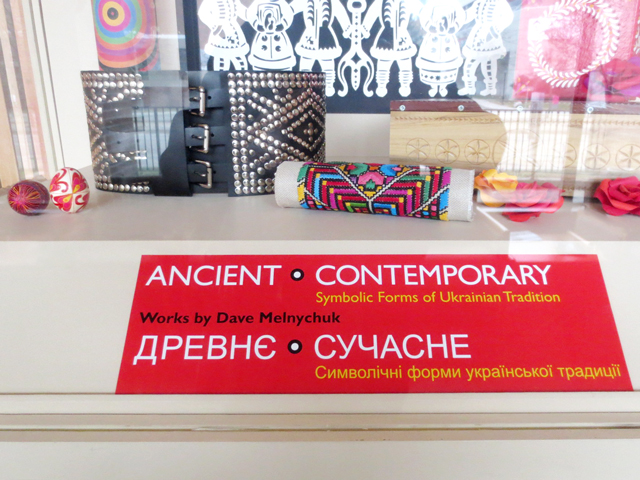 ANCIENT • CONTEMPORARY
Symbolic Forms of Ukrainian Tradition
Works by Dave Melnychuk
ДРЕВНЄ • СУЧАСНЕ
Символічні форми української традиції